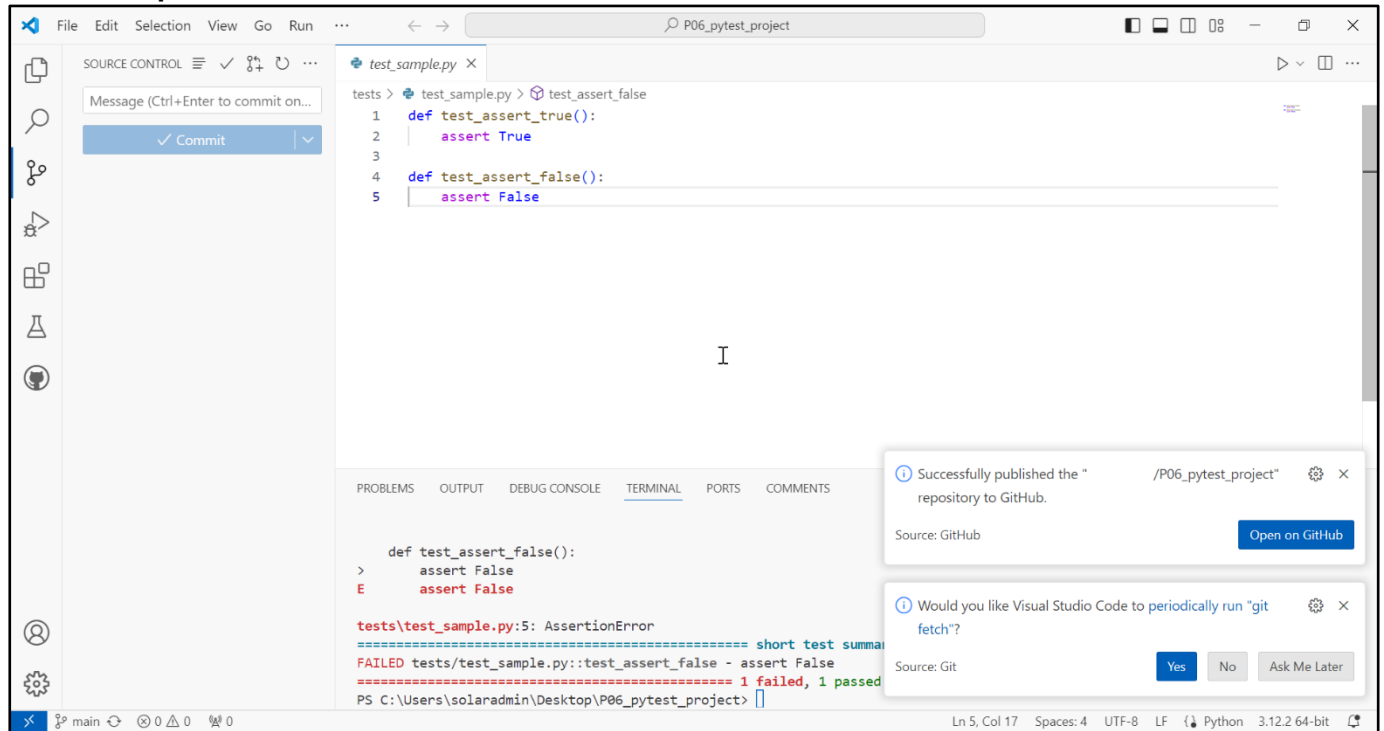 File Edit Selection View Go Run ... P06_pytest_project
SOURCE CONTROL
Message (Ctrl+Enter to commit on...
Commit
test_sample.py
tests > test_sample.py > test_assert_false
1 def test_assert_true():
2 assert True
3
4 def test_assert_false():
5 assert False
PROBLEMS OUTPUT DEBUG CONSOLE TERMINAL PORTS COMMENTS
def test_assert_false():
> assert False
E assert False
tests\test_sample.py:5: AssertionError
================================================== short test summa
FAILED tests/test_sample.py::test_assert_false - assert False
================================================ 1 failed, 1 passed
PS C:\Users\solaradmin\Desktop\P06_pytest_project>
Successfully published the " /P06_pytest_project"
repository to GitHub.
Source: GitHub
Open on GitHub
Would you like Visual Studio Code to periodically run "git
fetch"?
Source: Git
Yes No Ask Me Later
main 0 0 0 Ln 5, Col 17 Spaces: 4 UTF-8 LF Python 3.12.2 64-bit